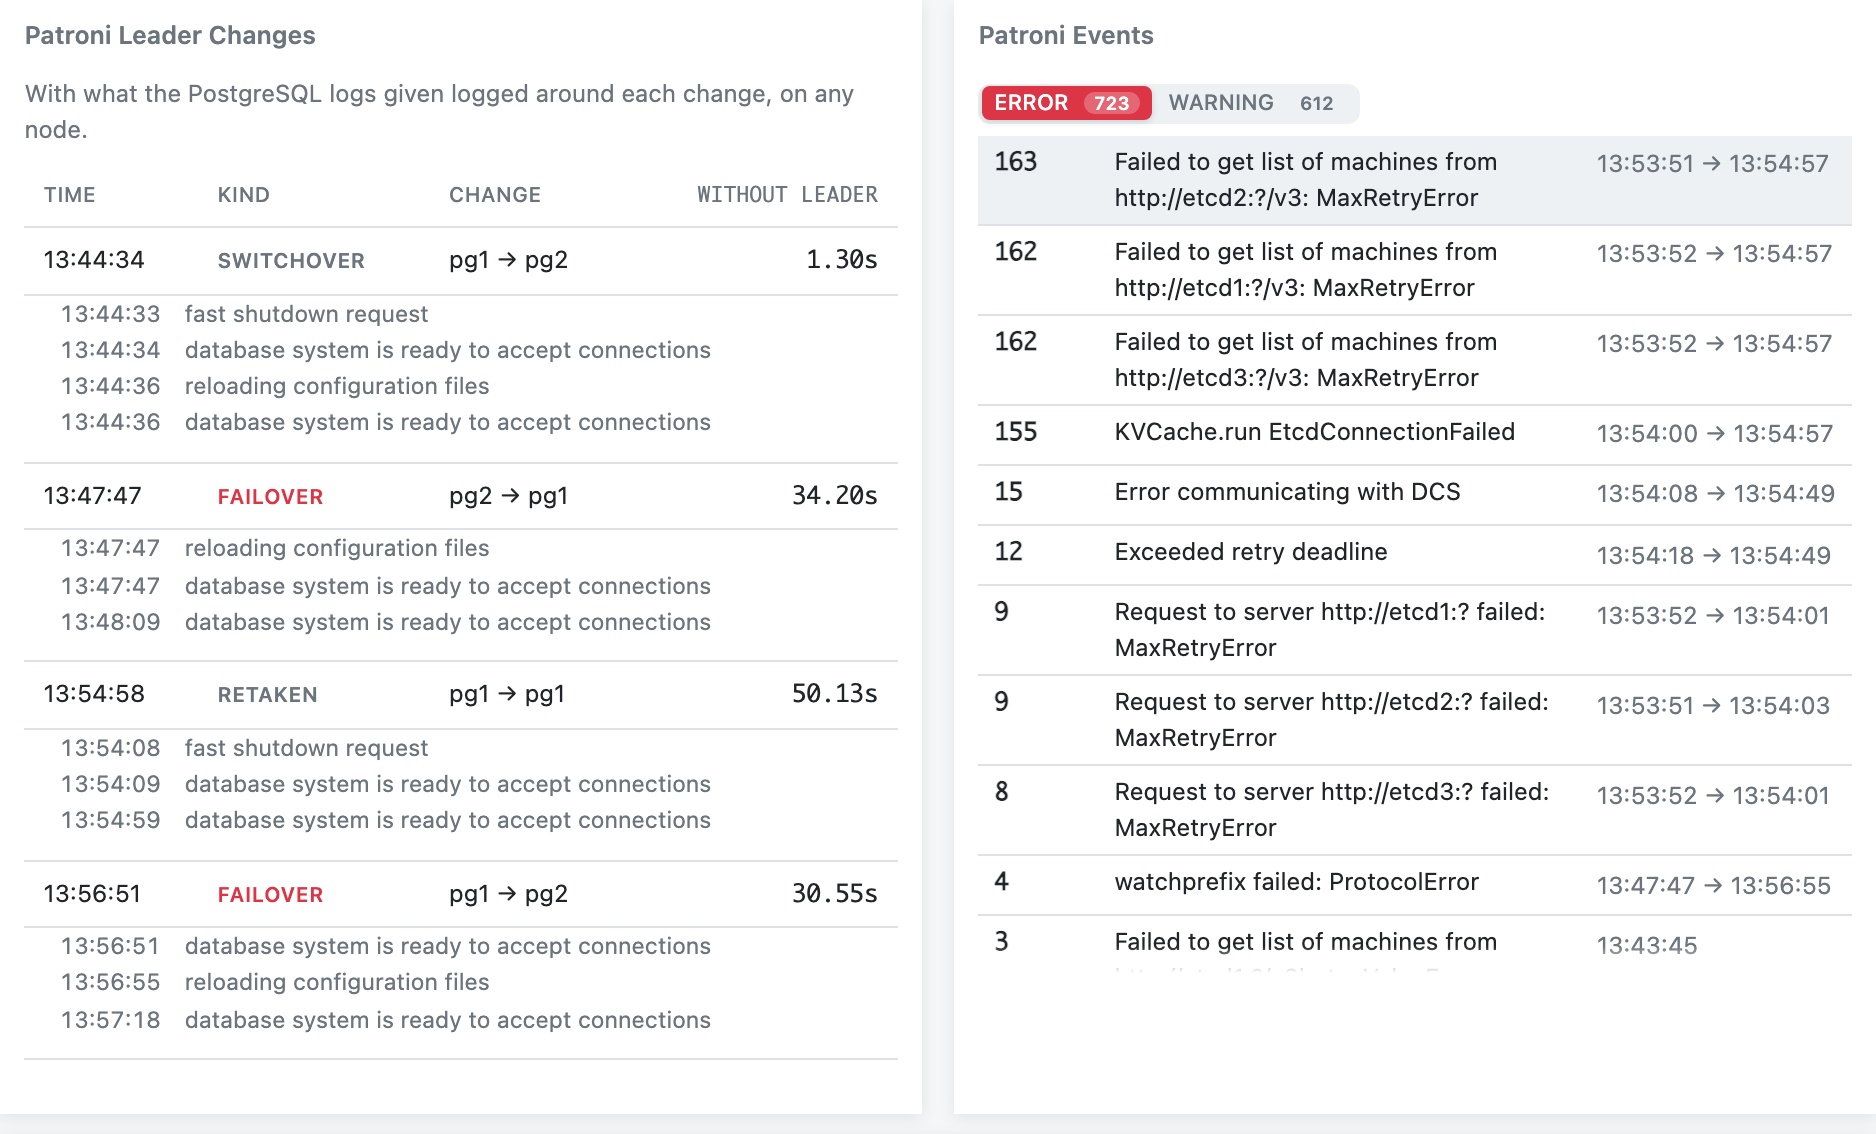 Patroni Leader Changes
With what the PostgreSQL logs given logged around each change, on any
node.
TIME KIND CHANGE WITHOUT LEADER
13:44:34 SWITCHOVER pg1 → pg2 1.30s
13:44:33 fast shutdown request
13:44:34 database system is ready to accept connections
13:44:36 reloading configuration files
13:44:36 database system is ready to accept connections
13:47:47 FAILOVER pg2 → pg1 34.20s
13:47:47 reloading configuration files
13:47:47 database system is ready to accept connections
13:48:09 database system is ready to accept connections
13:54:58 RETAKEN pg1 → pg1 50.13s
13:54:08 fast shutdown request
13:54:09 database system is ready to accept connections
13:54:59 database system is ready to accept connections
13:56:51 FAILOVER pg1 → pg2 30.55s
13:56:51 database system is ready to accept connections
13:56:55 reloading configuration files
13:57:18 database system is ready to accept connections
Patroni Events
ERROR 723 WARNING 612
163 Failed to get list of machines from 13:53:51 → 13:54:57
http://etcd2:?/v3: MaxRetryError
162 Failed to get list of machines from 13:53:52 → 13:54:57
http://etcd1:?/v3: MaxRetryError
162 Failed to get list of machines from 13:53:52 → 13:54:57
http://etcd3:?/v3: MaxRetryError
155 KVCache.run EtcdConnectionFailed 13:54:00 → 13:54:57
15 Error communicating with DCS 13:54:08 → 13:54:49
12 Exceeded retry deadline 13:54:18 → 13:54:49
9 Request to server http://etcd1:? failed: 13:53:52 → 13:54:01
MaxRetryError
9 Request to server http://etcd2:? failed: 13:53:51 → 13:54:03
MaxRetryError
8 Request to server http://etcd3:? failed: 13:53:52 → 13:54:01
MaxRetryError
4 watchprefix failed: ProtocolError 13:47:47 → 13:56:55
3 Failed to get list of machines from 13:43:45